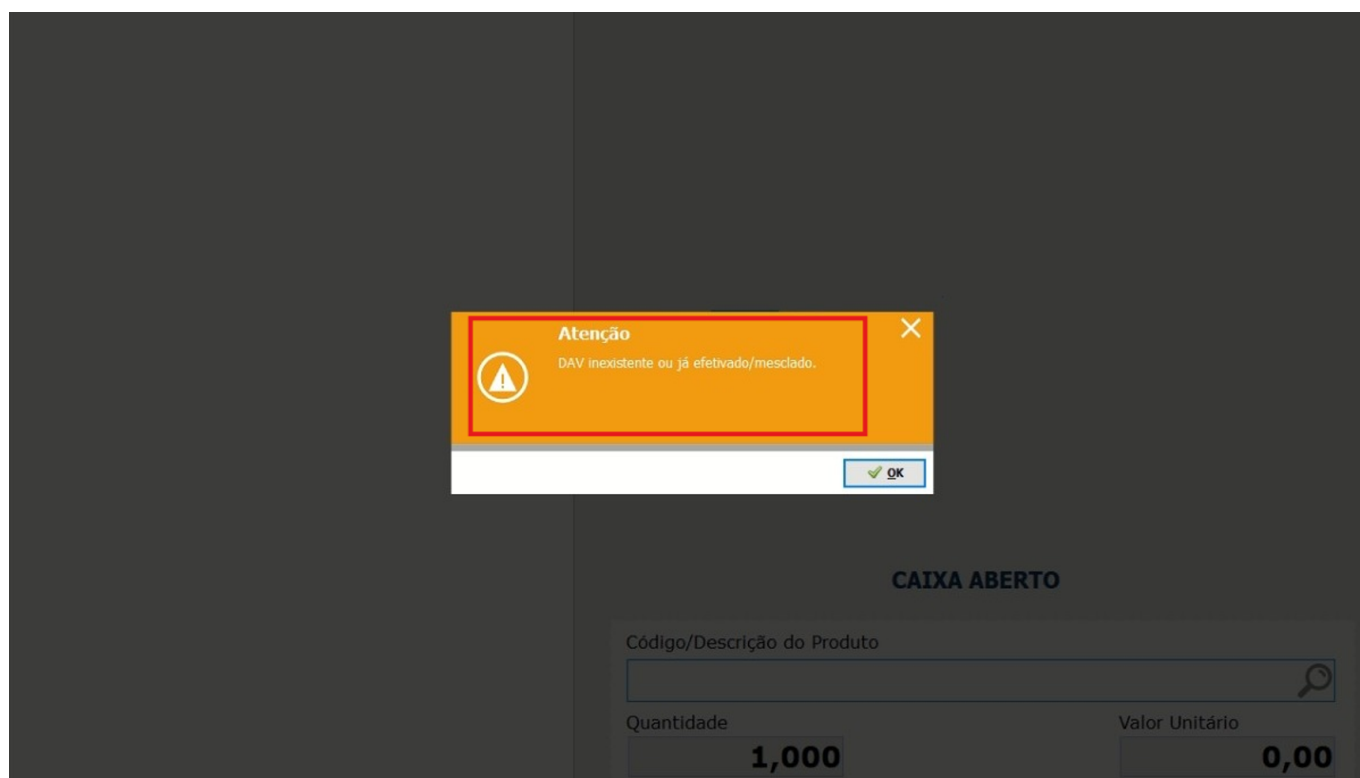 Atenção
DAV inexistente ou já efetivado/mesclado.
OK
CAIXA ABERTO
Código/Descrição do Produto
Quantidade
Valor Unitário
1,000
0,00